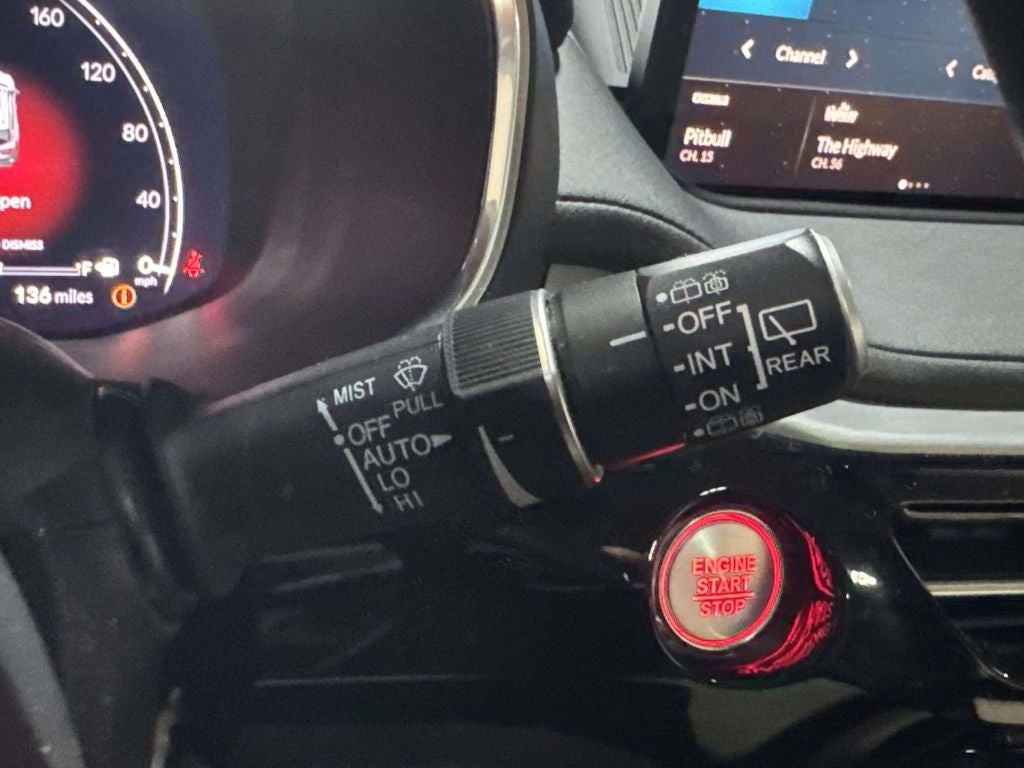 160
120
80
40
0
mph
pen
DISMISS
F
136 miles
Channel
Pitbull
CH. 15
The Highway
CH. 56
MIST
PULL
OFF
AUTO
LO
HI
OFF
INT
ON
REAR
ENGINE
START
STOP